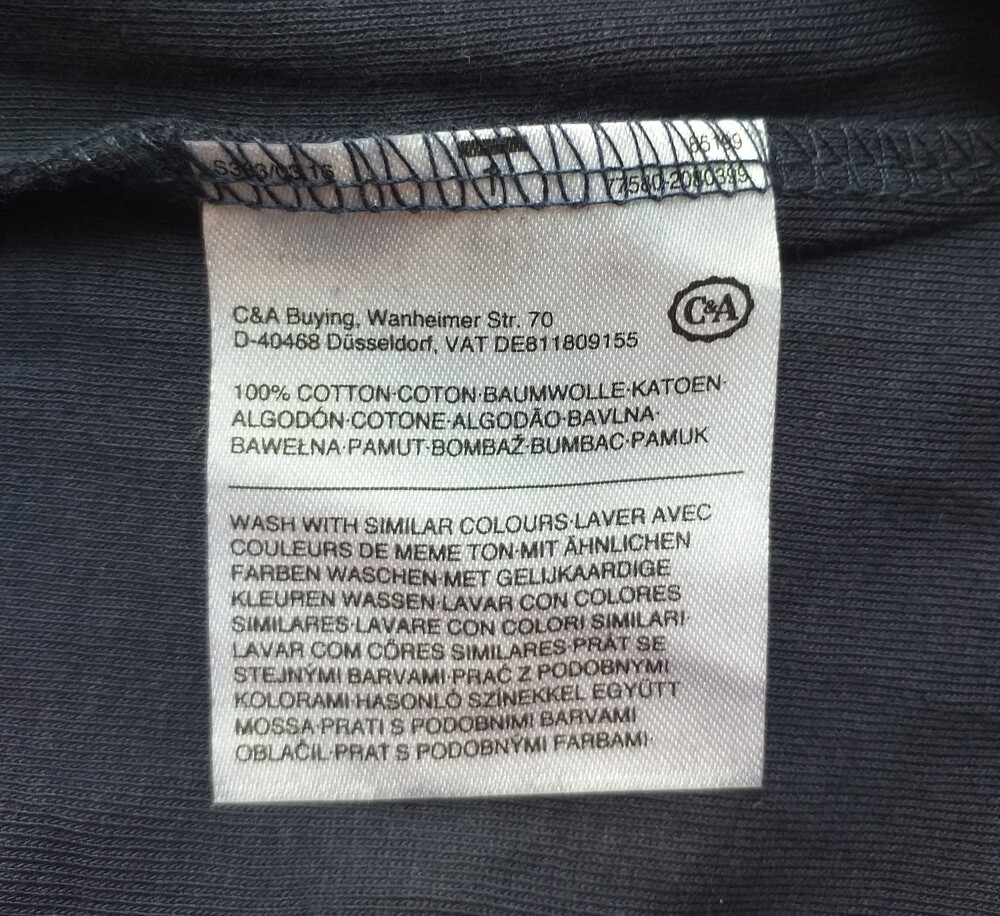 77580-2080399
C&A
C&A Buying, Wanheimer Str. 70
D-40468 Düsseldorf, VAT DE811809155
100% COTTON·COTON·BAUMWOLLE·KATOEN·
ALGODÓN·COTONE·ALGODÃO·BAVLNA·
BAWEŁNA·PAMUT·BOMBAŽ·BUMBAC·PAMUK
WASH WITH SIMILAR COLOURS·LAVER AVEC
COULEURS DE MEME TON·MIT ÄHNLICHEN
FARBEN WASCHEN·MET GELIJKAARDIGE
KLEUREN WASSEN·LAVAR CON COLORES
SIMILARES·LAVARE CON COLORI SIMILARI·
LAVAR COM CÔRES SIMILARES·PRÁT SE
STEJNÝMI BARVAMI·PRAĆ Z PODOBNYMI
KOLORAMI·HASONLÓ SZÍNEKKEL EGYÜTT
MOSSA·PRATI S PODOBNIMI BARVAMI
OBLAČIL·PRAT S PODOBNÝMI FARBAMI·